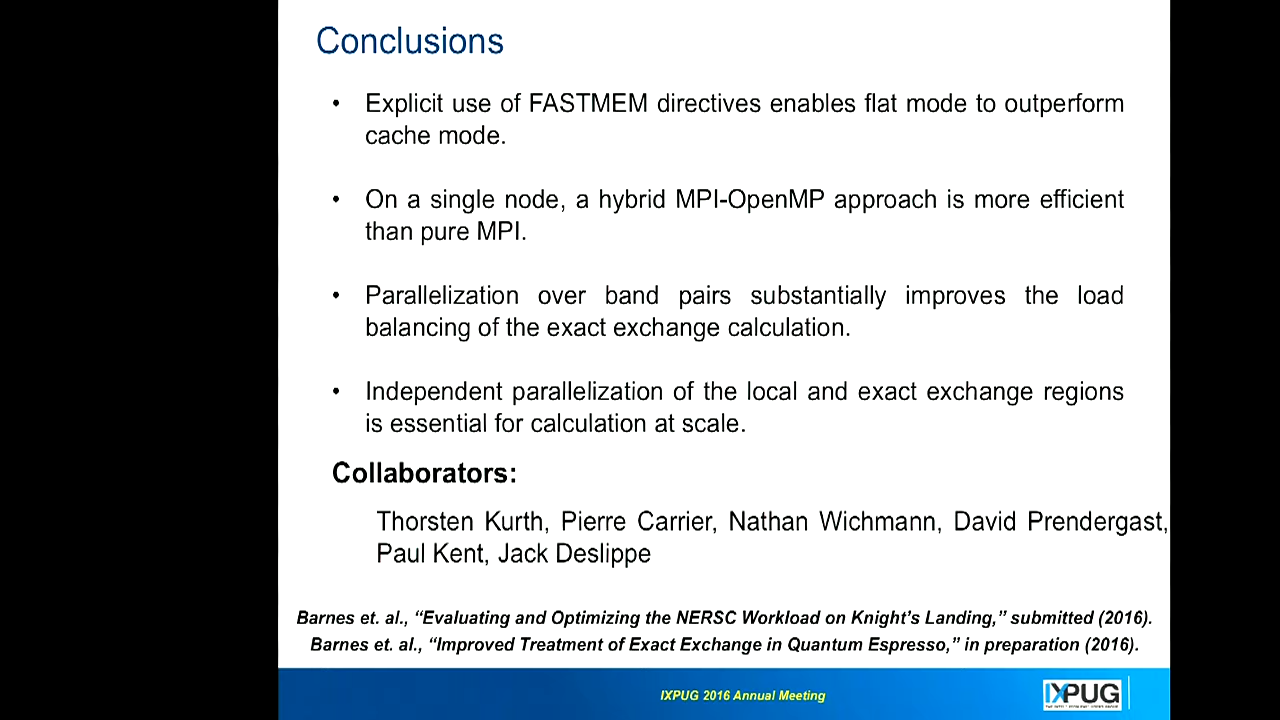 Conclusions
• Explicit use of FASTMEM directives enables flat mode to outperform
cache mode.
• On a single node, a hybrid MPI-OpenMP approach is more efficient
than pure MPI.
• Parallelization over band pairs substantially improves the load
balancing of the exact exchange calculation.
• Independent parallelization of the local and exact exchange regions
is essential for calculation at scale.
Collaborators:
Thorsten Kurth, Pierre Carrier, Nathan Wichmann, David Prendergast,
Paul Kent, Jack Deslippe
Barnes et. al., “Evaluating and Optimizing the NERSC Workload on Knight’s Landing,” submitted (2016).
Barnes et. al., “Improved Treatment of Exact Exchange in Quantum Espresso,” in preparation (2016).
IXPUG 2016 Annual Meeting
IXPUG